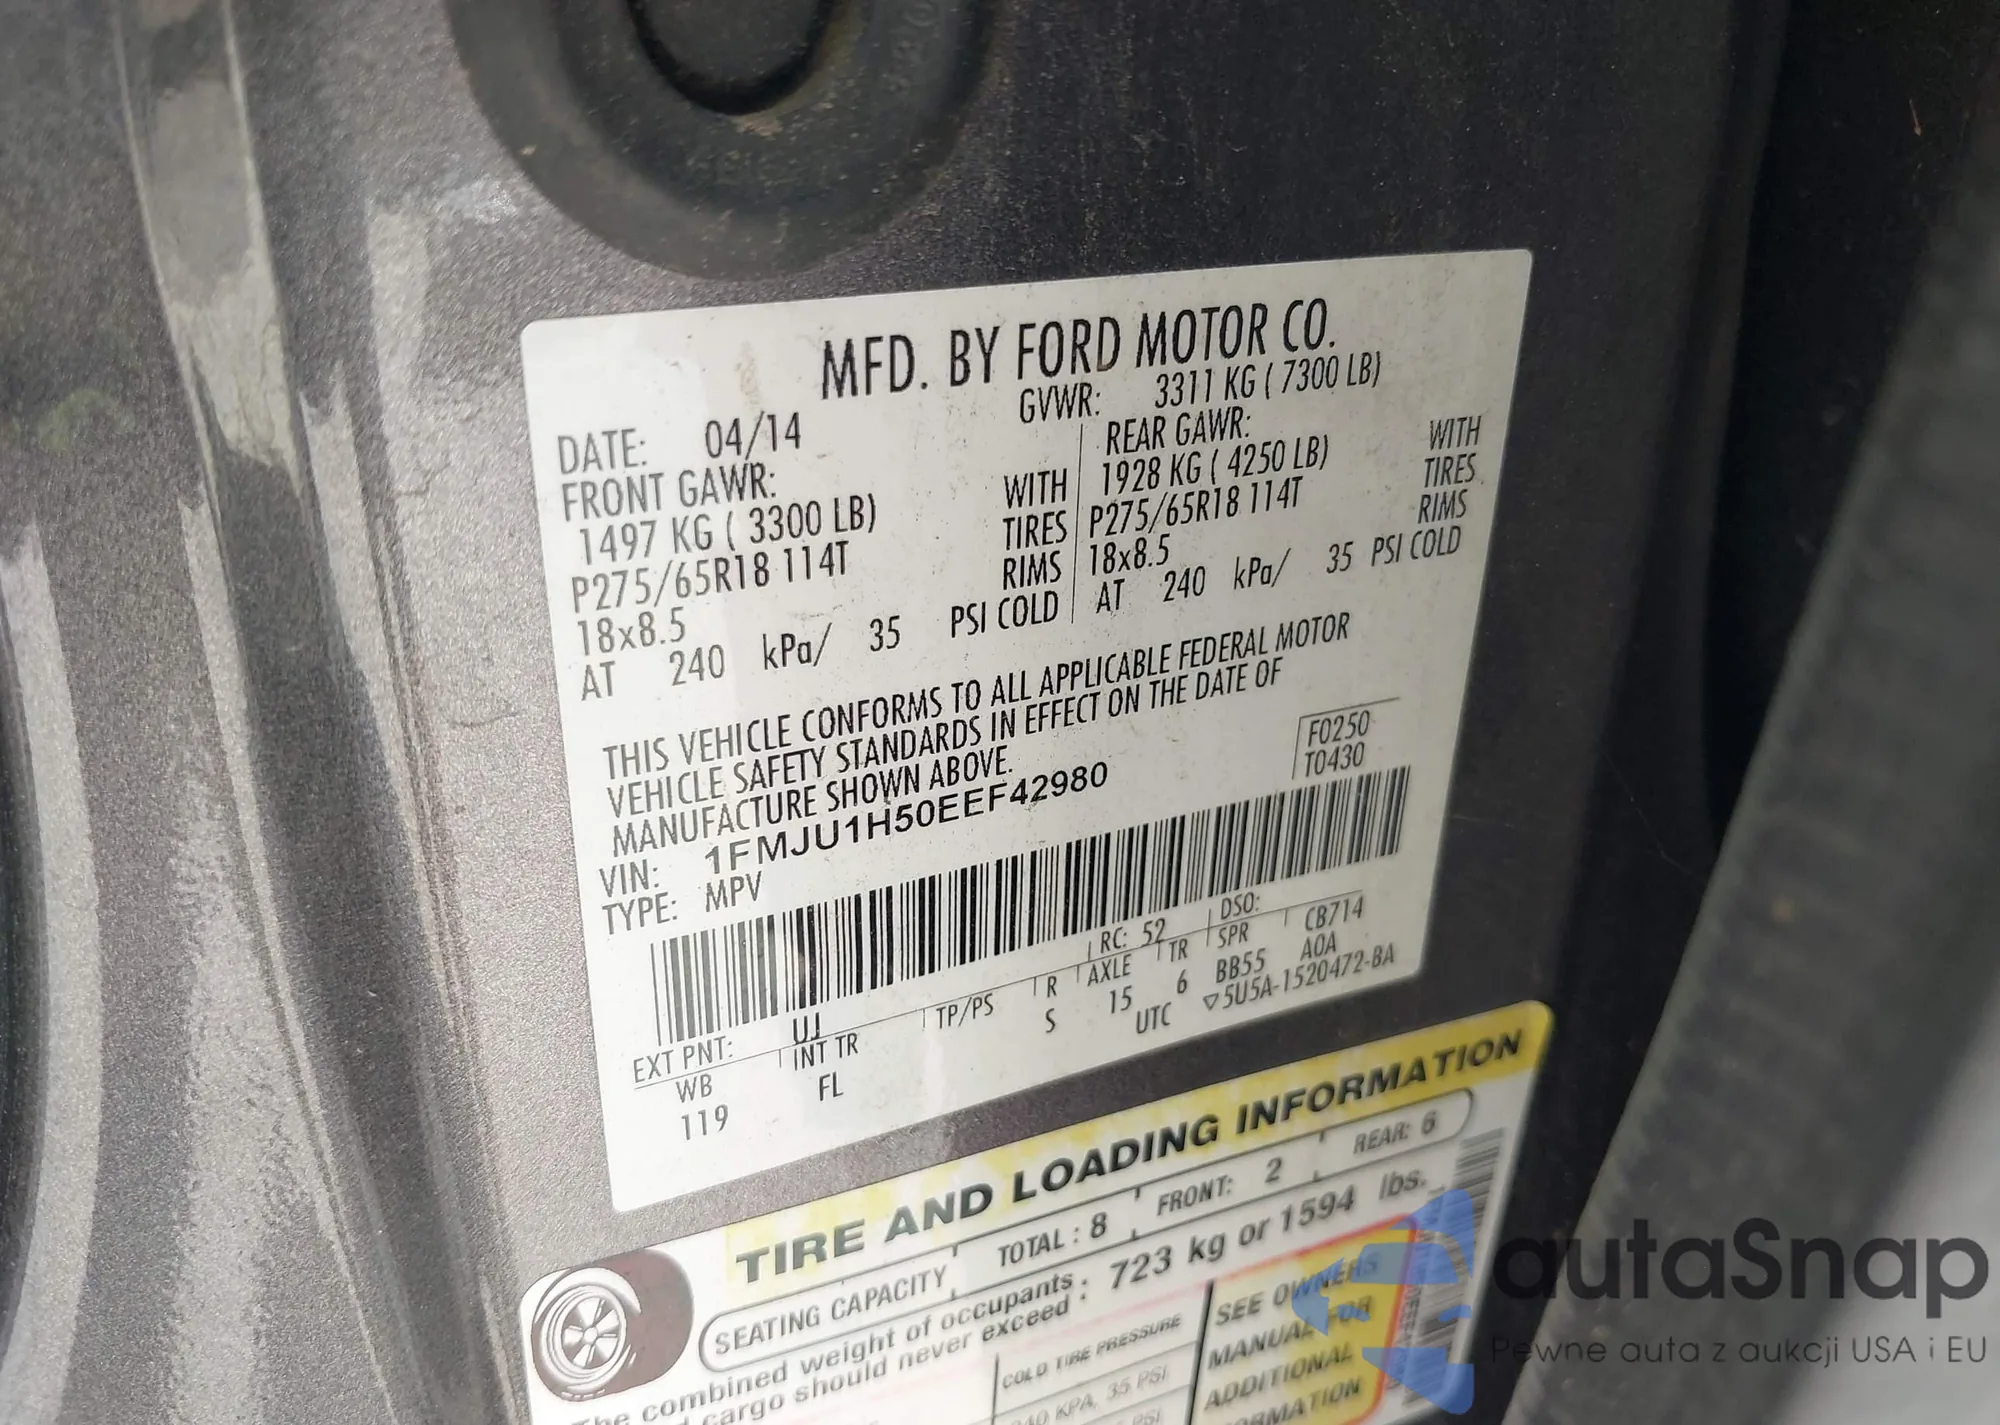 MFD. BY FORD MOTOR CO.
DATE: 04/14 GVWR: 3311 KG ( 7300 LB)
FRONT GAWR: REAR GAWR:
1497 KG ( 3300 LB) WITH 1928 KG ( 4250 LB) WITH
P275/65R18 114T TIRES P275/65R18 114T TIRES
18x8.5 RIMS 18x8.5 RIMS
AT 240 kPa/ 35 PSI COLD AT 240 kPa/ 35 PSI COLD
THIS VEHICLE CONFORMS TO ALL APPLICABLE FEDERAL MOTOR
VEHICLE SAFETY STANDARDS IN EFFECT ON THE DATE OF
MANUFACTURE SHOWN ABOVE.
F0250
T0430
VIN: 1FMJU1H50EEF42980
TYPE: MPV
EXT PNT: UJ RC: 52 DSO: CB714
WB INT TR TP/PS R AXLE TR SPR A0A
119 FL S 15 6 BB55
UTC ▽5U5A-1520472-BA
TIRE AND LOADING INFORMATION
SEATING CAPACITY TOTAL : 8 FRONT: 2 REAR: 6
The combined weight of occupants
cargo should never exceed : 723 kg or 1594 lbs.
COLD TIRE PRESSURE
KPA, 35 PSI
PSI
SEE OWNERS
MANUAL FOR
ADDITIONAL
autaSnap
Pewne auta z aukcji USA i EU